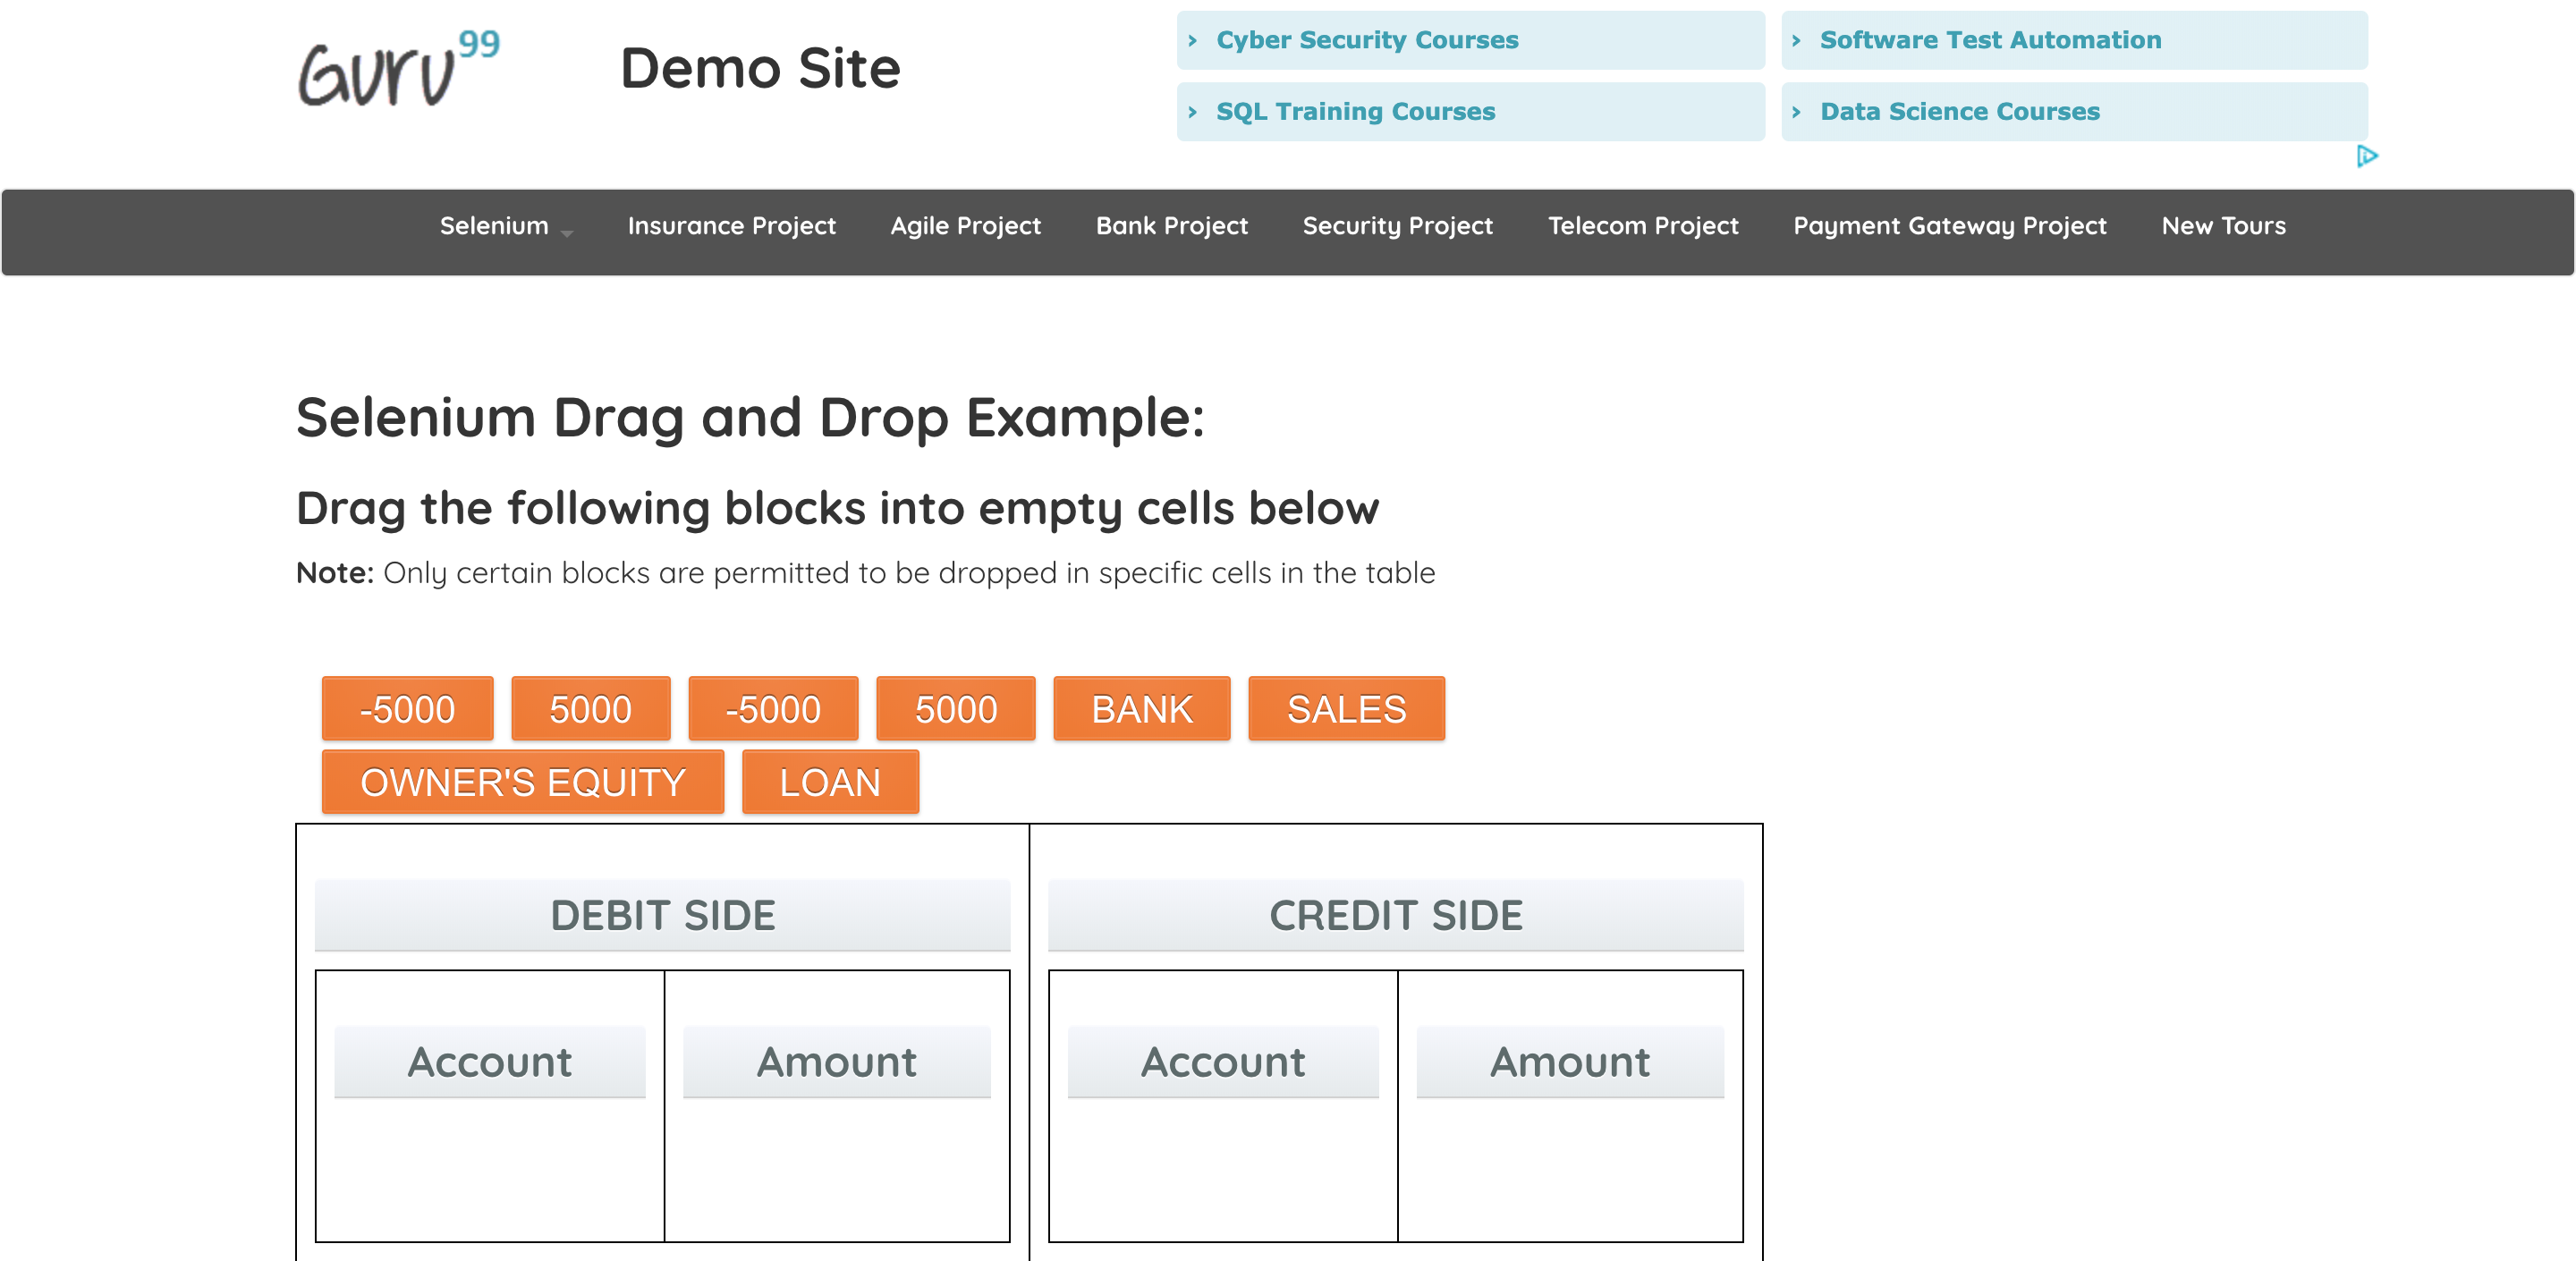 Guru99
Demo Site
› Cyber Security Courses
› Software Test Automation
› SQL Training Courses
› Data Science Courses
Selenium Insurance Project Agile Project Bank Project Security Project Telecom Project Payment Gateway Project New Tours
Selenium Drag and Drop Example:
Drag the following blocks into empty cells below
Note: Only certain blocks are permitted to be dropped in specific cells in the table
-5000 5000 -5000 5000 BANK SALES
OWNER'S EQUITY LOAN
DEBIT SIDE CREDIT SIDE
Account Amount Account Amount